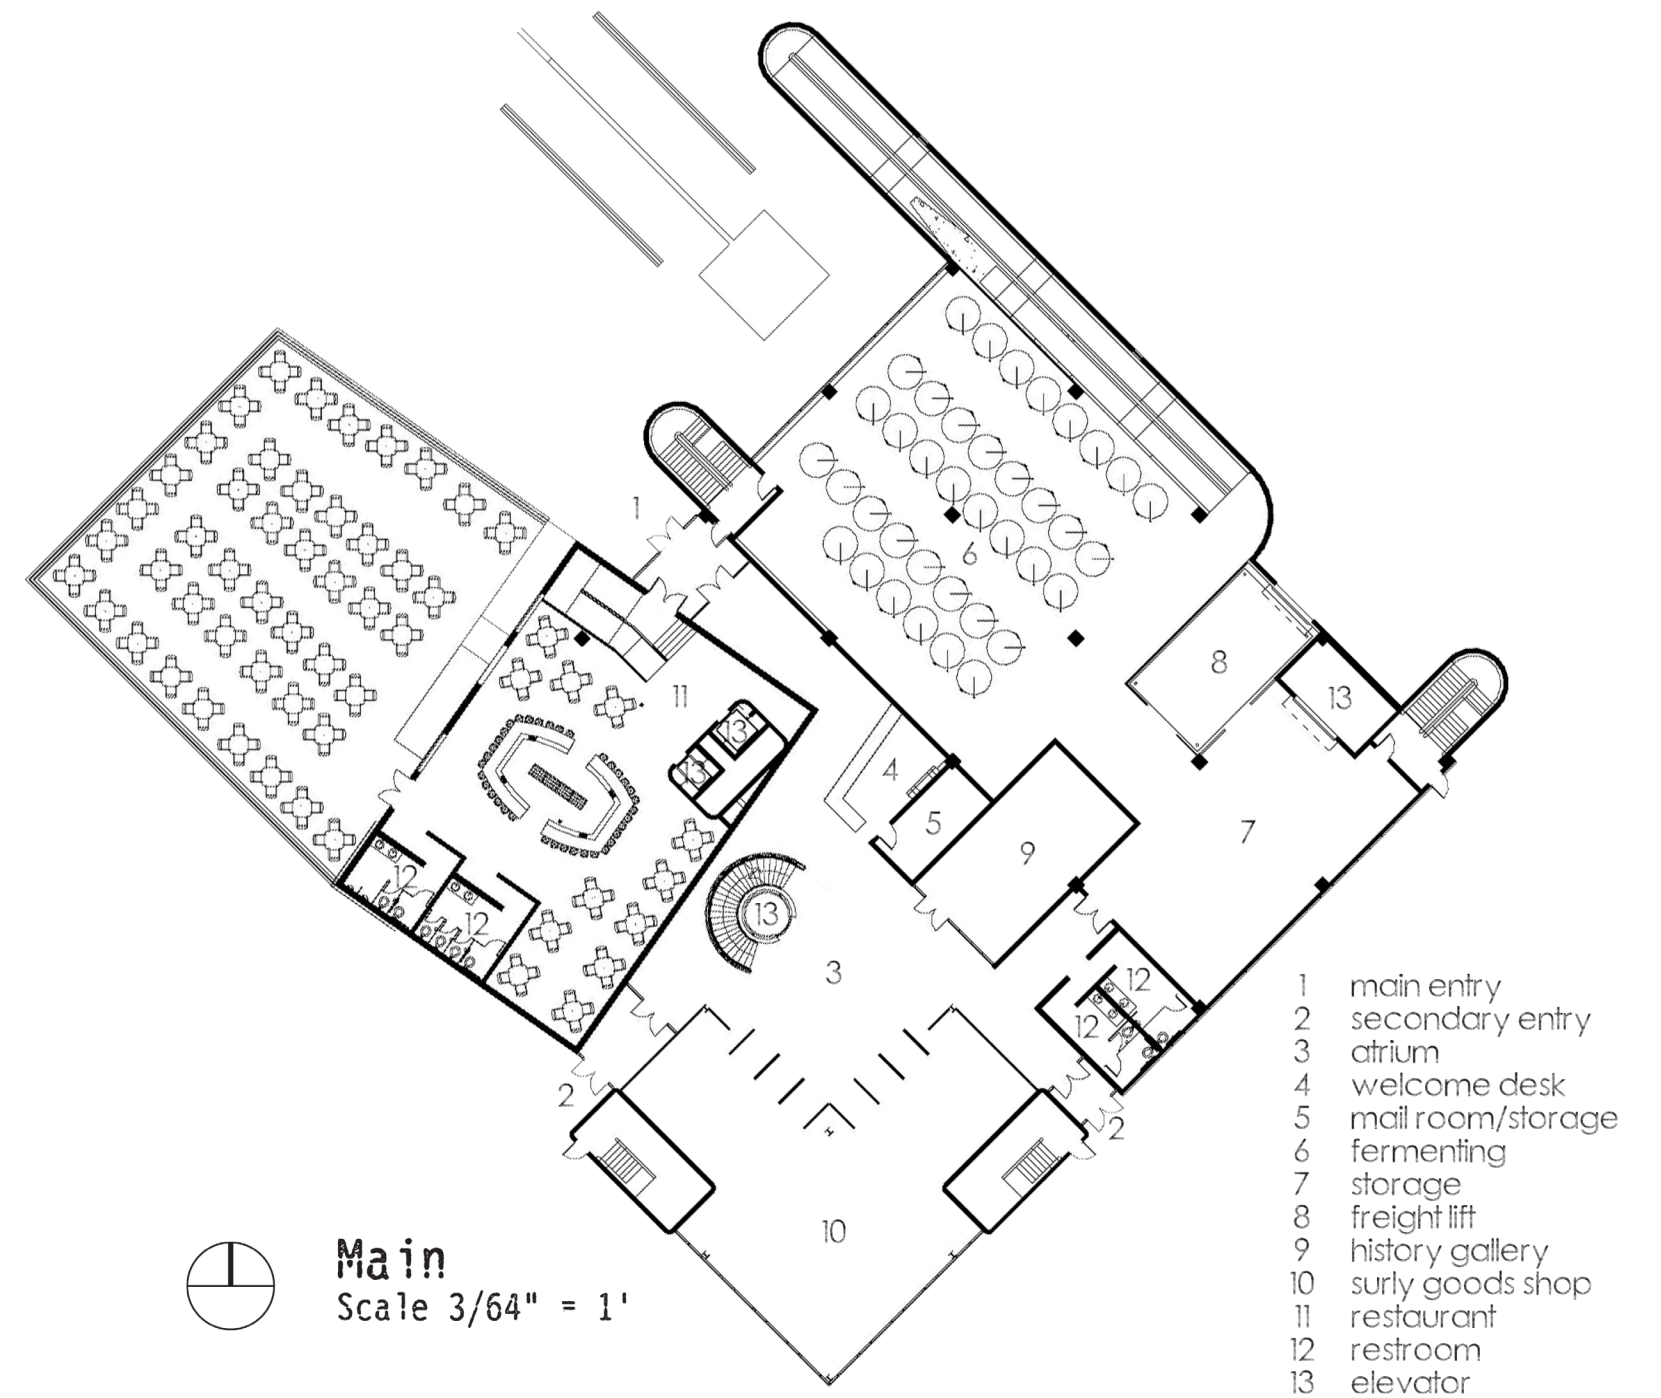 1
6
8
13
11
13
13
4
5
7
9
12
13
12
3
12
12
2
2
10
1 main entry
2 secondary entry
3 atrium
4 welcome desk
5 mail room/storage
6 fermenting
7 storage
8 freight lift
9 history gallery
10 surly goods shop
11 restaurant
12 restroom
13 elevator
Main
Scale 3/64" = 1'